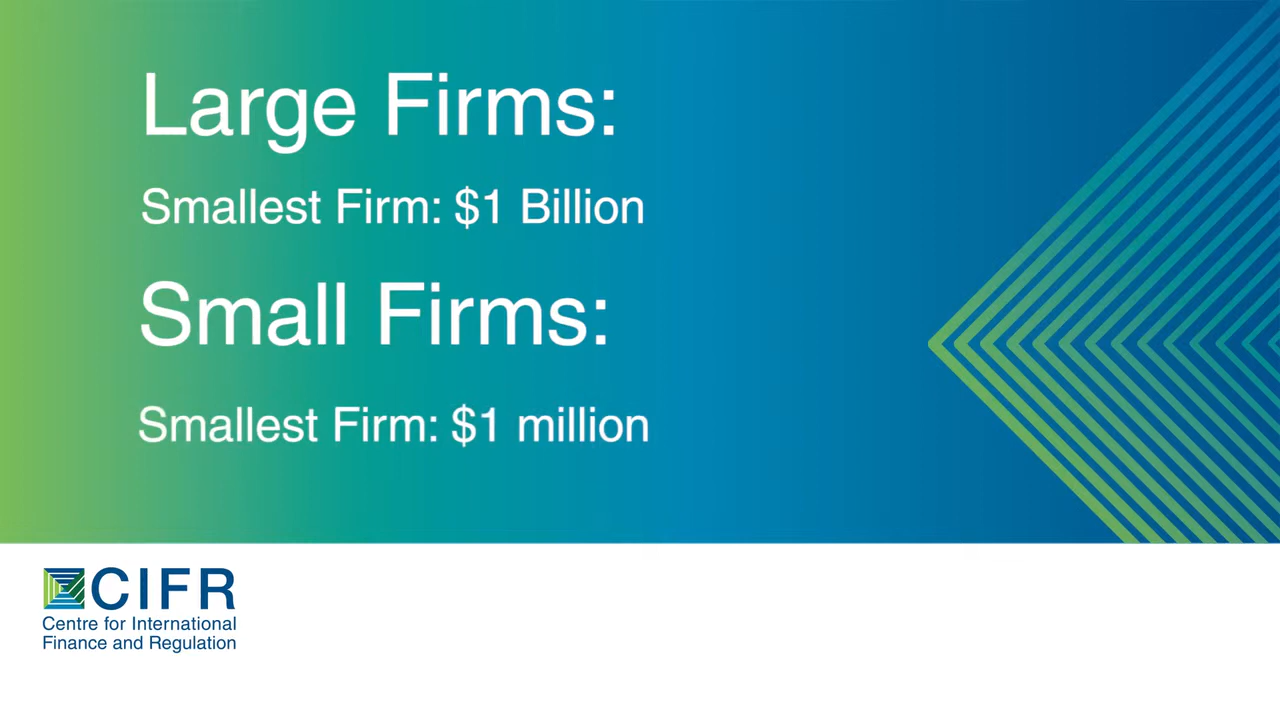 Large Firms:
Smallest Firm: $1 Billion
Small Firms:
Smallest Firm: $1 million
CIFR
Centre for International
Finance and Regulation